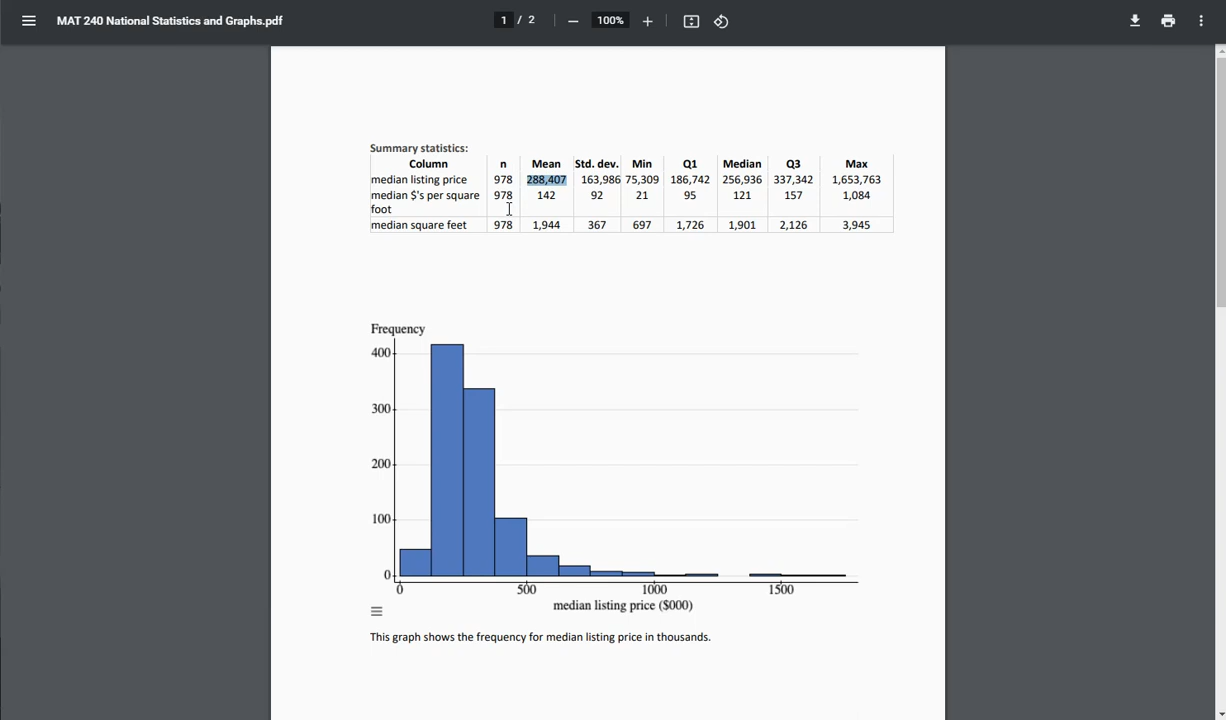 MAT 240 National Statistics and Graphs.pdf 1 / 2 100%
Summary statistics:
Column n Mean Std. dev. Min Q1 Median Q3 Max
median listing price 978 288,407 163,986 75,309 186,742 256,936 337,342 1,653,763
median $'s per square 978 142 92 21 95 121 157 1,084
foot
median square feet 978 1,944 367 697 1,726 1,901 2,126 3,945
Frequency
400
300
200
100
0
0 500 1000 1500
median listing price ($000)
This graph shows the frequency for median listing price in thousands.